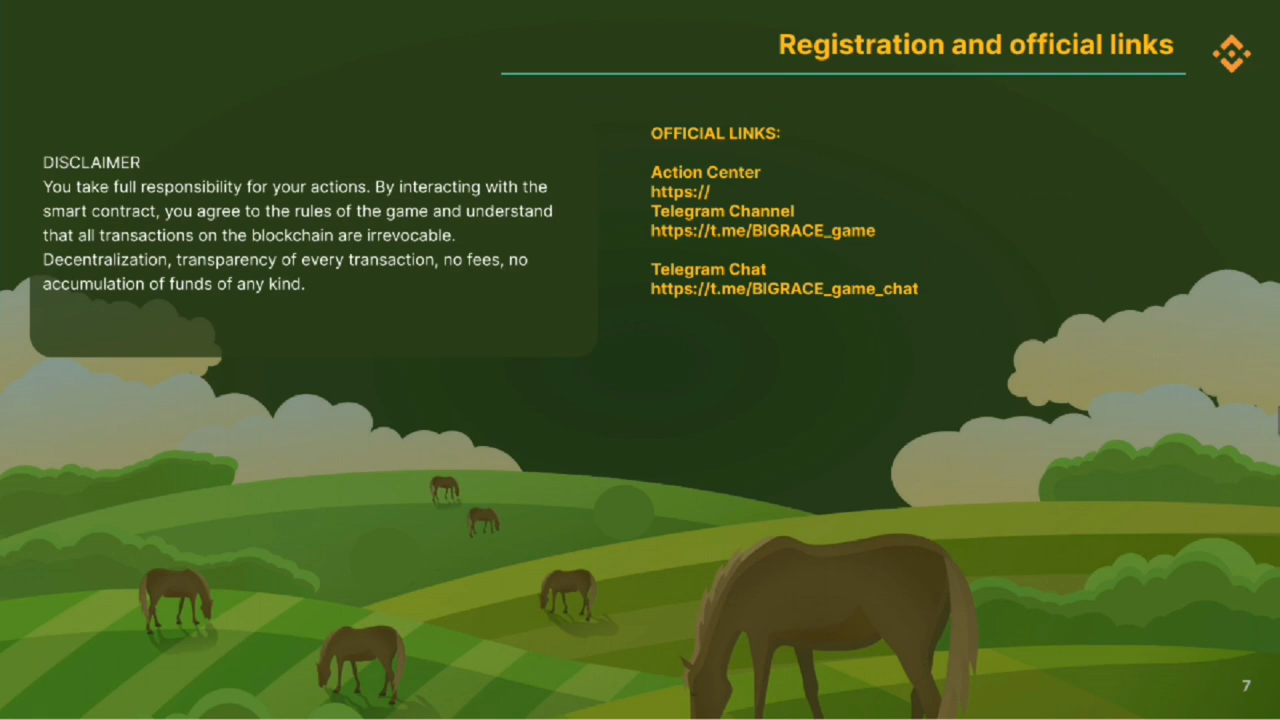 Registration and official links
DISCLAIMER
You take full responsibility for your actions. By interacting with the
smart contract, you agree to the rules of the game and understand
that all transactions on the blockchain are irrevocable.
Decentralization, transparency of every transaction, no fees, no
accumulation of funds of any kind.
OFFICIAL LINKS:
Action Center
https://
Telegram Channel
https://t.me/BIGRACE_game
Telegram Chat
https://t.me/BIGRACE_game_chat
7